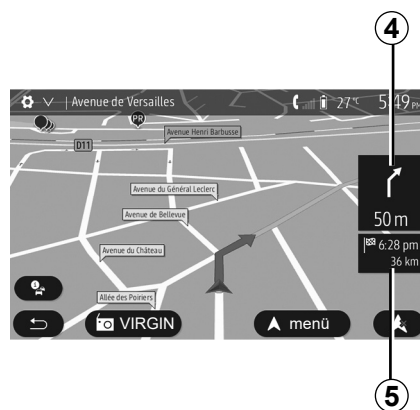 4
| Avenue de Versailles 27 °C 5:49 PM
PR
Avenue Henri Barbusse
D11
Avenue du Général Leclerc
50 m
Avenue de Bellevue
6:28 pm
36 km
Avenue du Château
Allée des Poiriers
VIRGIN
menü
5